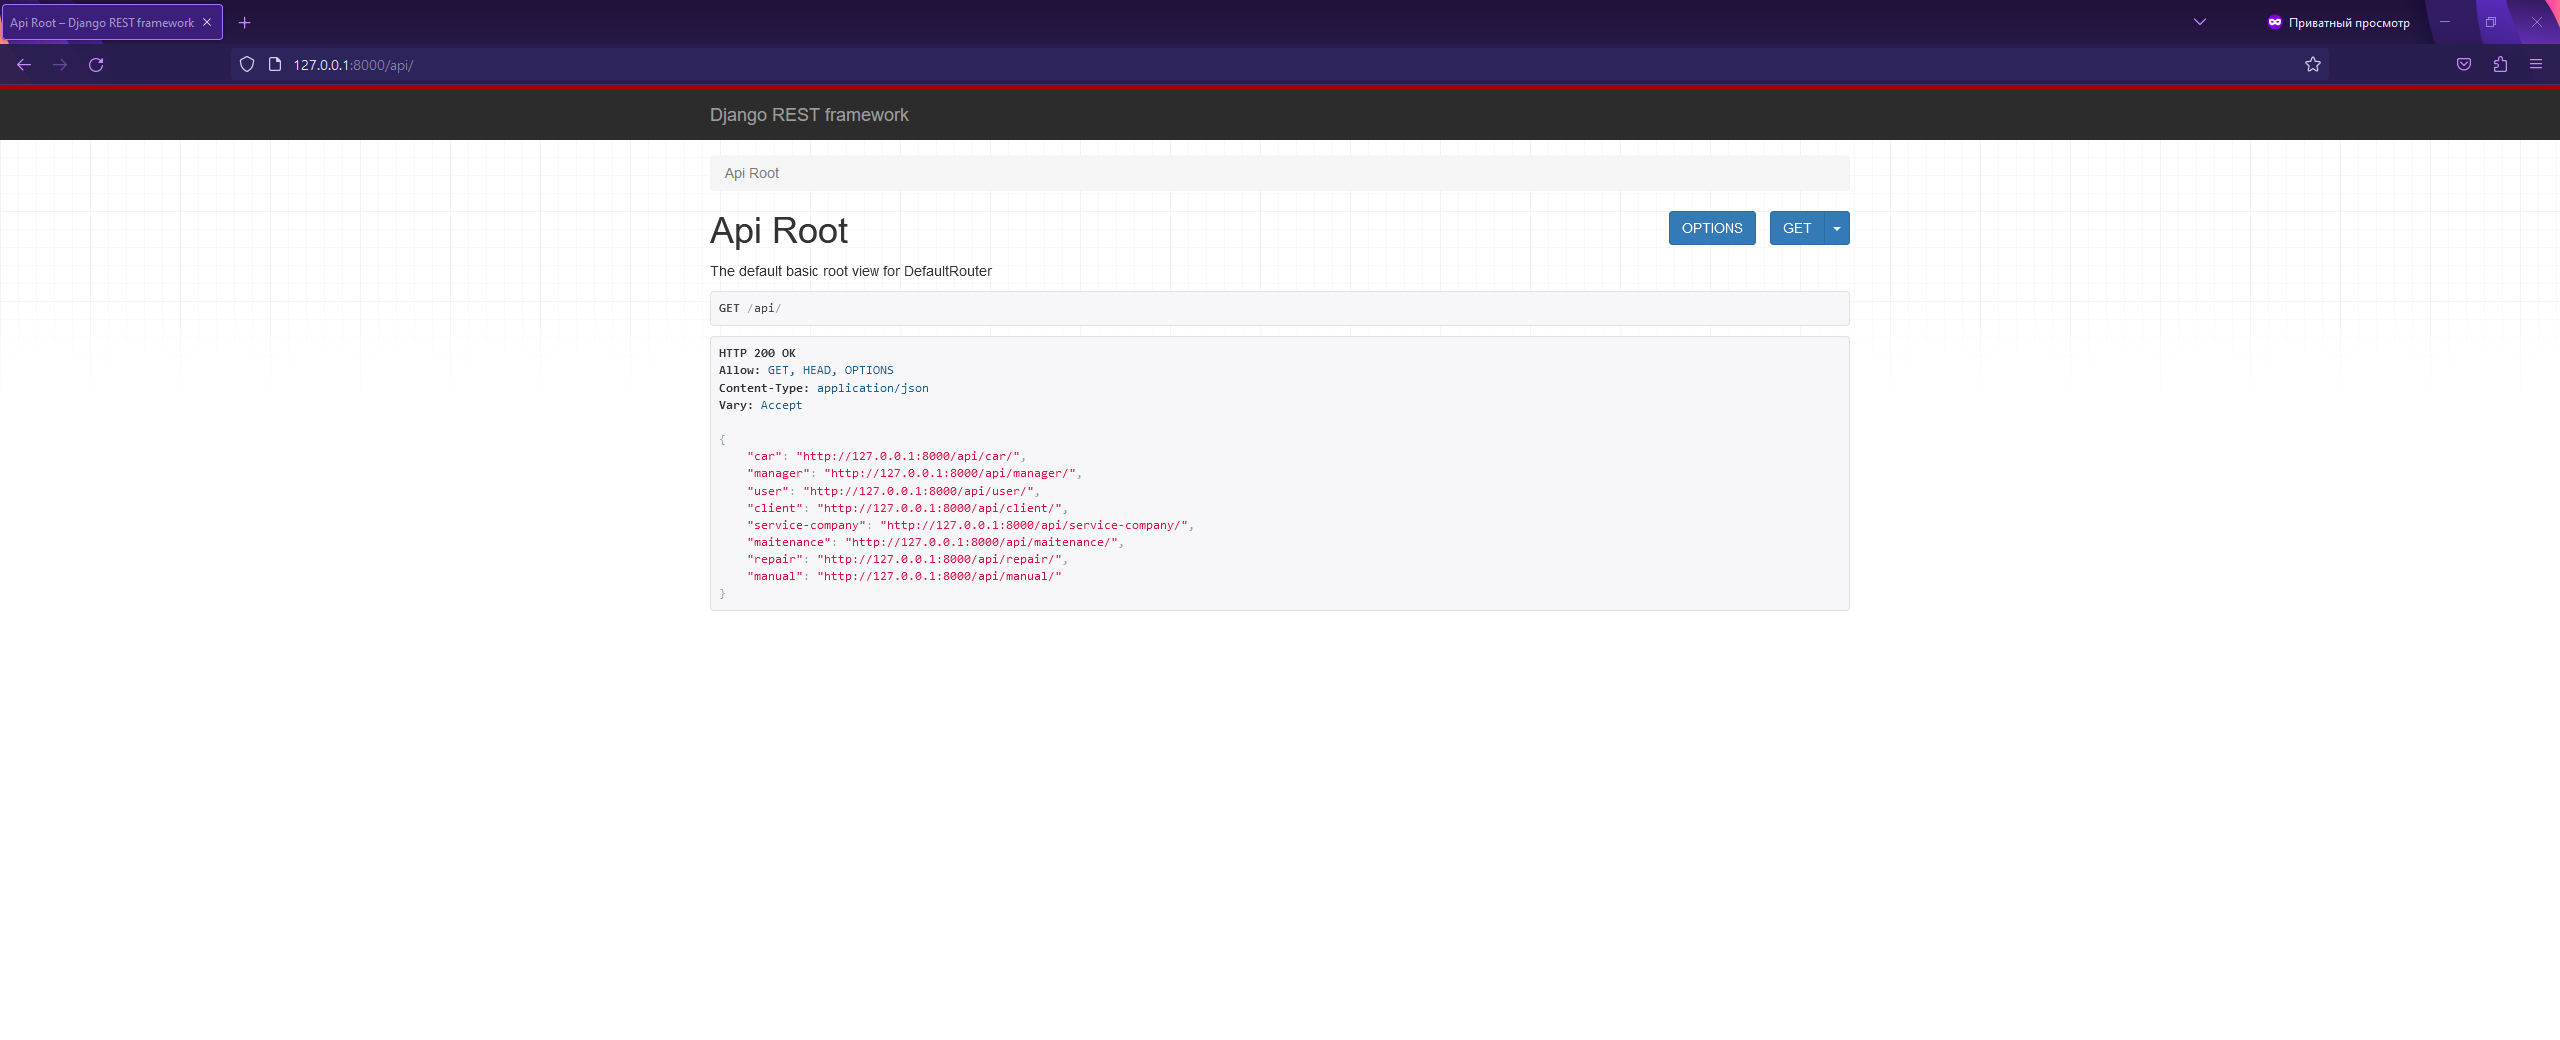 Api Root – Django REST framework
Приватный просмотр
127.0.0.1:8000/api/
Django REST framework
Api Root
Api Root
OPTIONS
GET
The default basic root view for DefaultRouter
GET /api/
HTTP 200 OK
Allow: GET, HEAD, OPTIONS
Content-Type: application/json
Vary: Accept
{
    "car": "http://127.0.0.1:8000/api/car/",
    "manager": "http://127.0.0.1:8000/api/manager/",
    "user": "http://127.0.0.1:8000/api/user/",
    "client": "http://127.0.0.1:8000/api/client/",
    "service-company": "http://127.0.0.1:8000/api/service-company/",
    "maitenance": "http://127.0.0.1:8000/api/maitenance/",
    "repair": "http://127.0.0.1:8000/api/repair/",
    "manual": "http://127.0.0.1:8000/api/manual/"
}